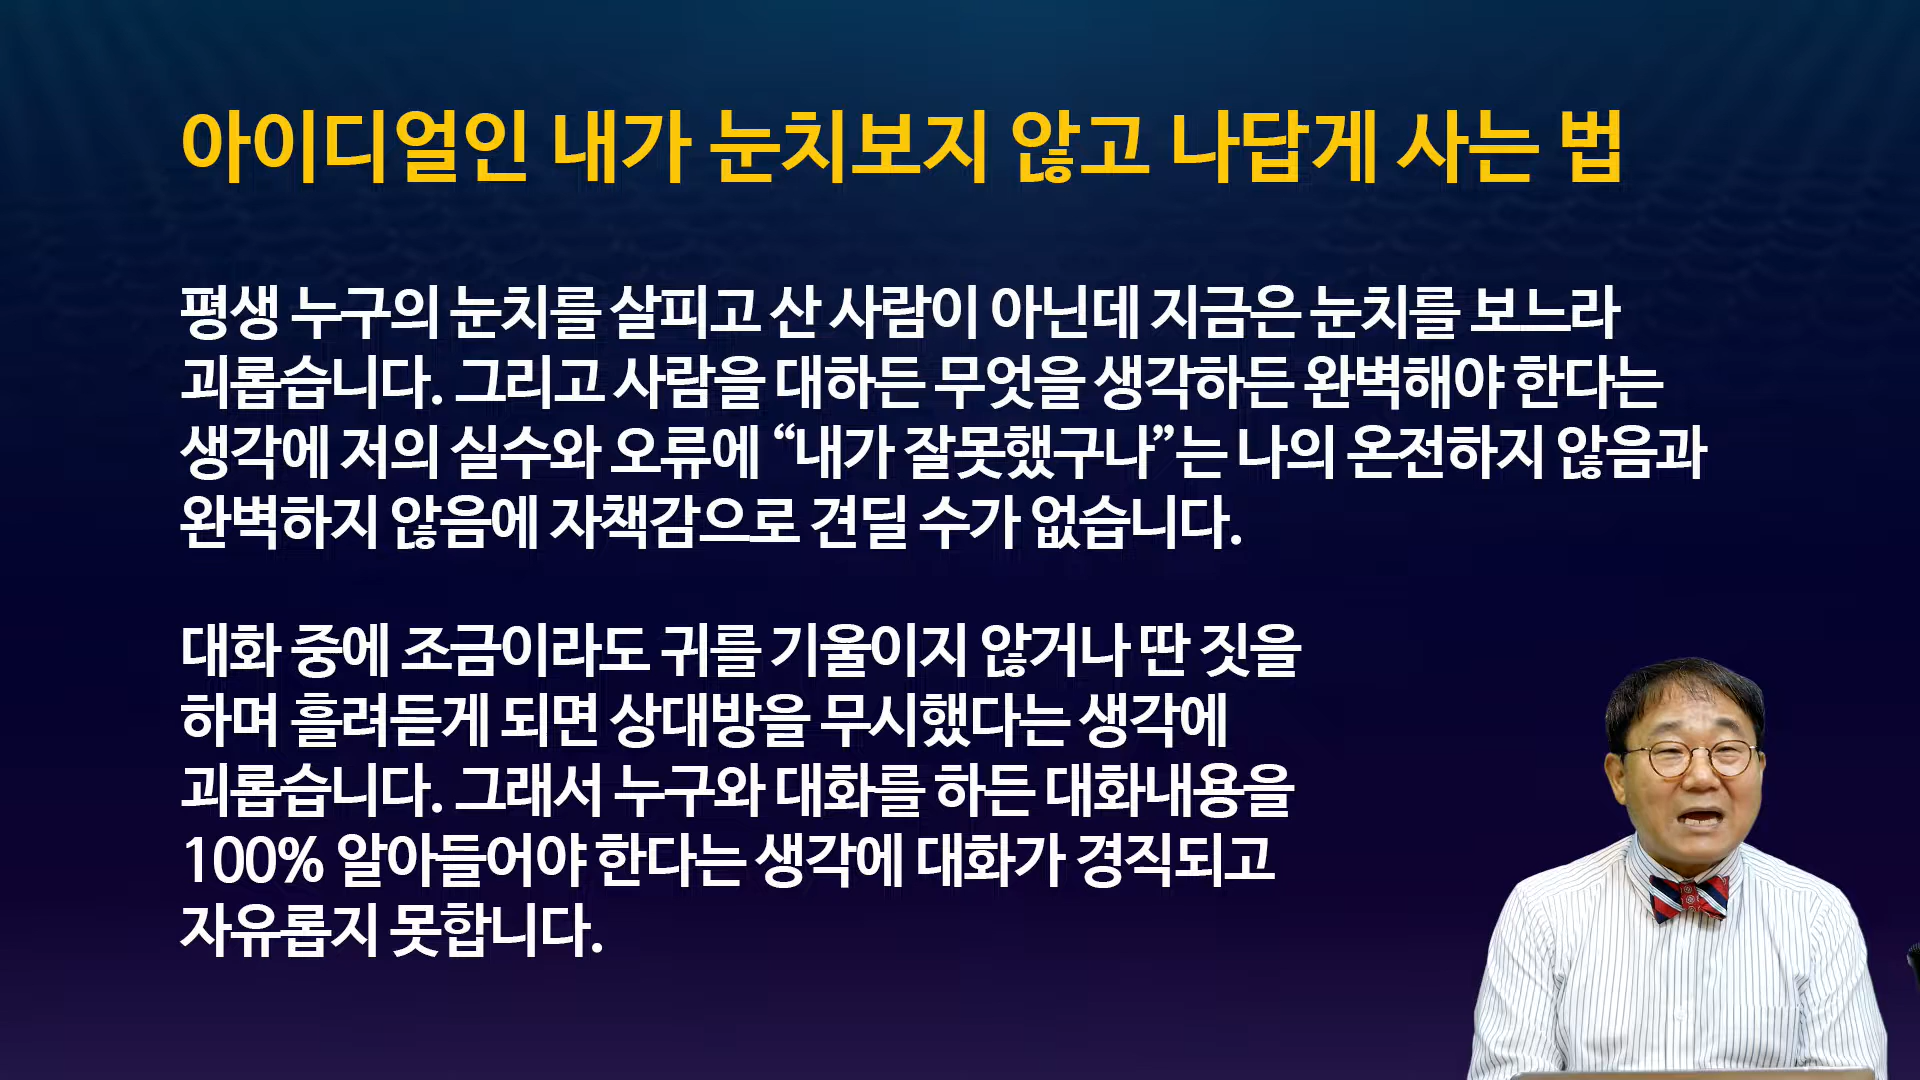 아이디얼인 내가 눈치보지 않고 나답게 사는 법
평생 누구의 눈치를 살피고 산 사람이 아닌데 지금은 눈치를 보느라
괴롭습니다. 그리고 사람을 대하든 무엇을 생각하든 완벽해야 한다는
생각에 저의 실수와 오류에 “내가 잘못했구나”는 나의 온전하지 않음과
완벽하지 않음에 자책감으로 견딜 수가 없습니다.
대화 중에 조금이라도 귀를 기울이지 않거나 딴 짓을
하며 흘려듣게 되면 상대방을 무시했다는 생각에
괴롭습니다. 그래서 누구와 대화를 하든 대화내용을
100% 알아들어야 한다는 생각에 대화가 경직되고
자유롭지 못합니다.